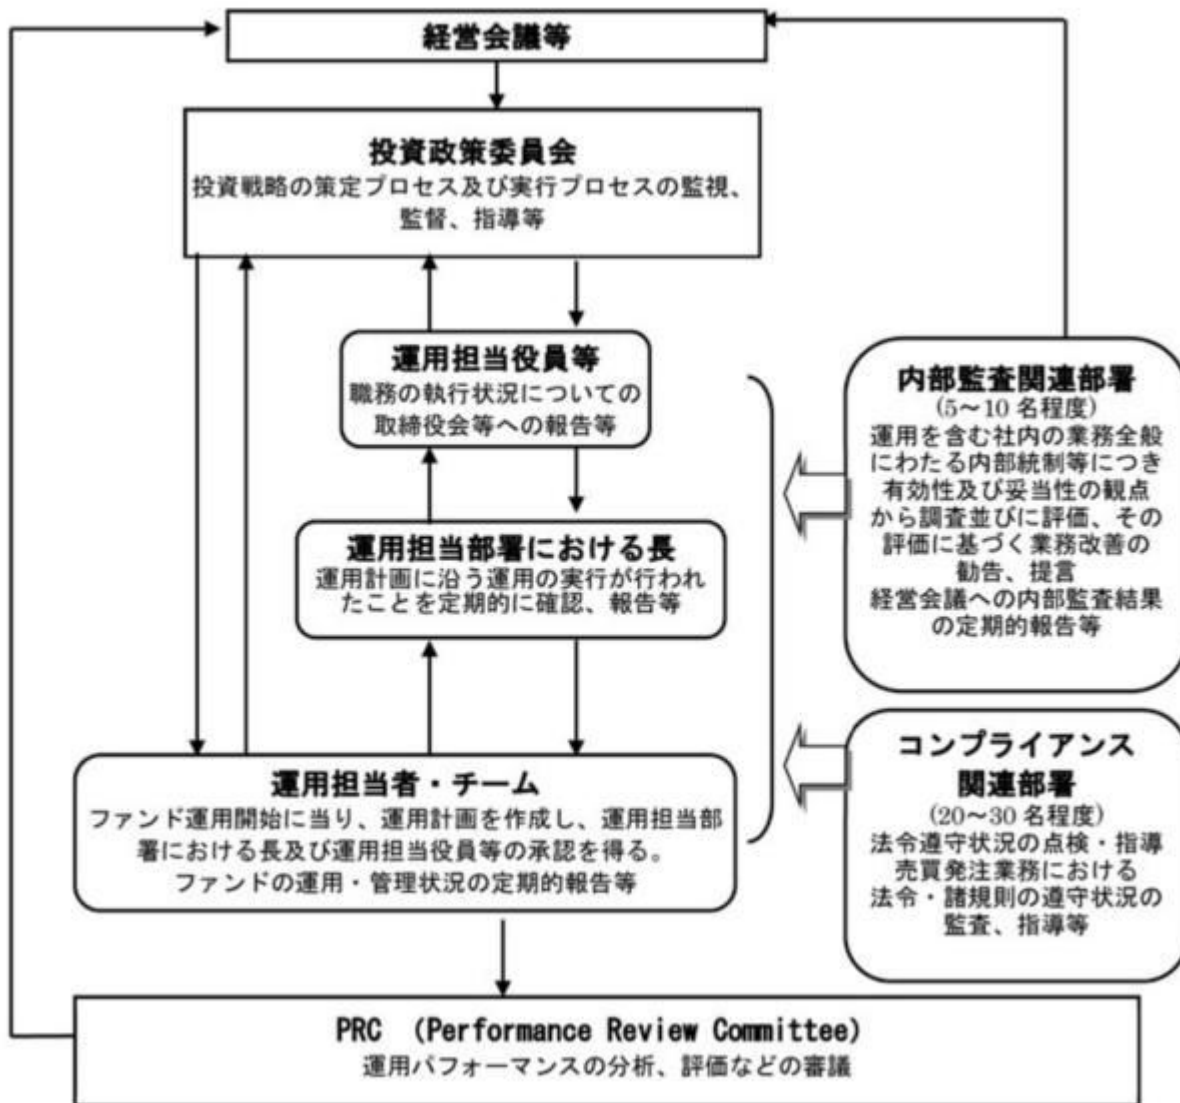 経営会議等
投資政策委員会
投資戦略の策定プロセス及び実行プロセスの監視、
監督、指導等
運用担当役員等
職務の執行状況についての
取締役会等への報告等
運用担当部署における長
運用計画に沿う運用の実行が行われ
たことを定期的に確認、報告等
運用担当者・チーム
ファンド運用開始に当り、運用計画を作成し、運用担当部
署における長及び運用担当役員等の承認を得る。
ファンドの運用・管理状況の定期的報告等
内部監査関連部署
(5～10 名程度)
運用を含む社内の業務全般
にわたる内部統制等につき
有効性及び妥当性の観点
から調査並びに評価、その
評価に基づく業務改善の
勧告、提言
経営会議への内部監査結果
の定期的報告等
コンプライアンス
関連部署
(20～30 名程度)
法令遵守状況の点検・指導
売買発注業務における
法令・諸規則の遵守状況の
監査、指導等
PRC (Performance Review Committee)
運用パフォーマンスの分析、評価などの審議